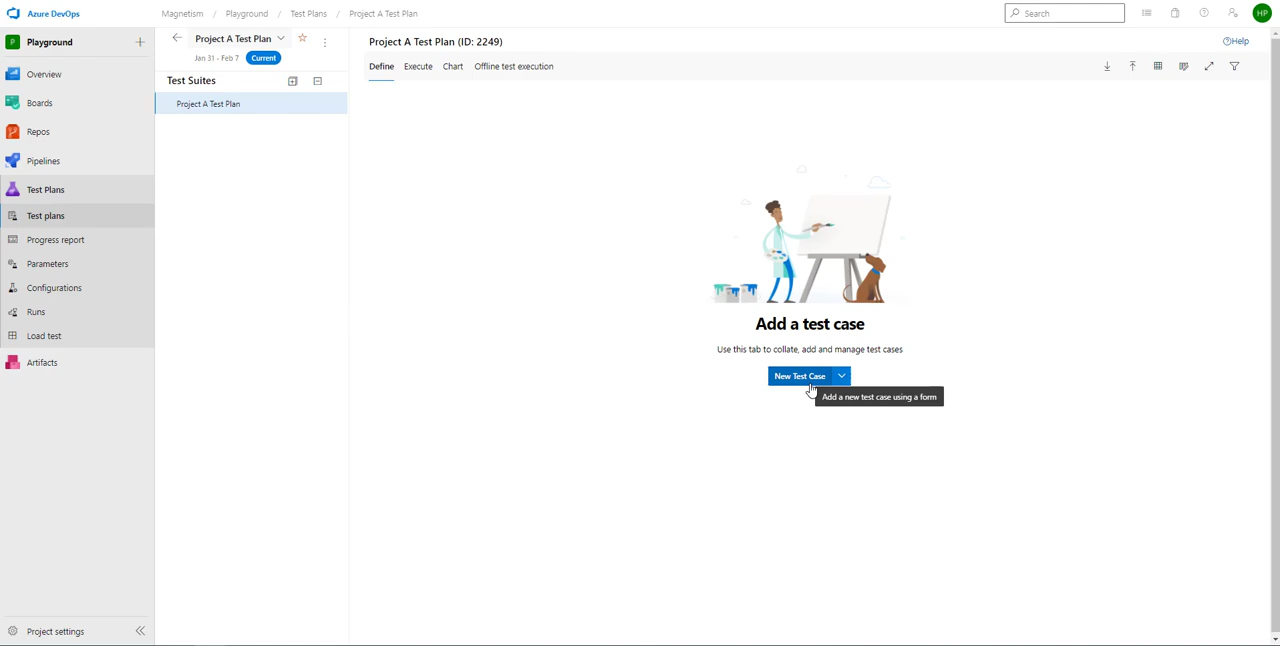 Azure DevOps
Magnetism / Playground / Test Plans / Project A Test Plan
Search
HP
P Playground
Overview
Boards
Repos
Pipelines
Test Plans
Test plans
Progress report
Parameters
Configurations
Runs
Load test
Artifacts
Project settings
Project A Test Plan
Jan 31 - Feb 7 Current
Test Suites
Project A Test Plan
Project A Test Plan (ID: 2249)
Help
Define Execute Chart Offline test execution
Add a test case
Use this tab to collate, add and manage test cases
New Test Case
Add a new test case using a form